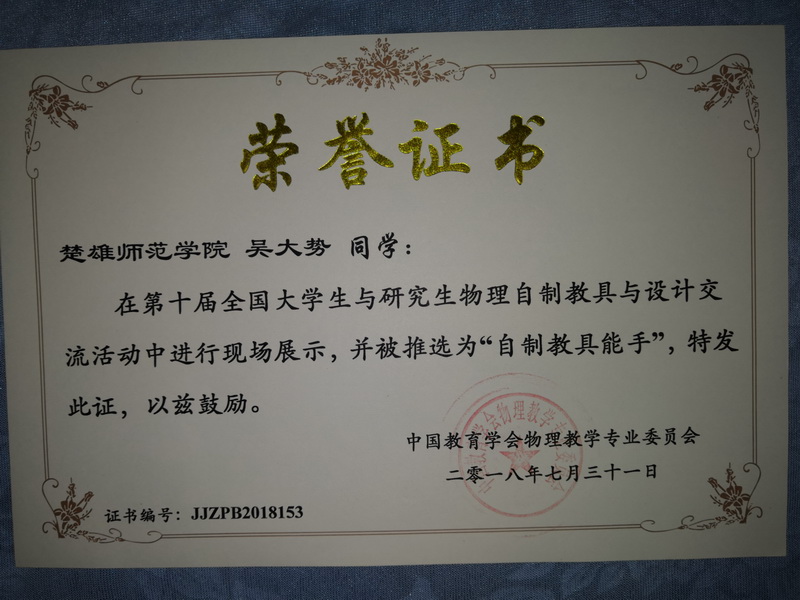 荣誉证书
楚雄师范学院 吴大势 同学：
在第十届全国大学生与研究生物理自制教具与设计交
流活动中进行现场展示，并被推选为“自制教具能手”，特发
此证，以兹鼓励。
中国教育学会物理教学专业委员会
二零一八年七月三十一日
证书编号：JJZPB2018153